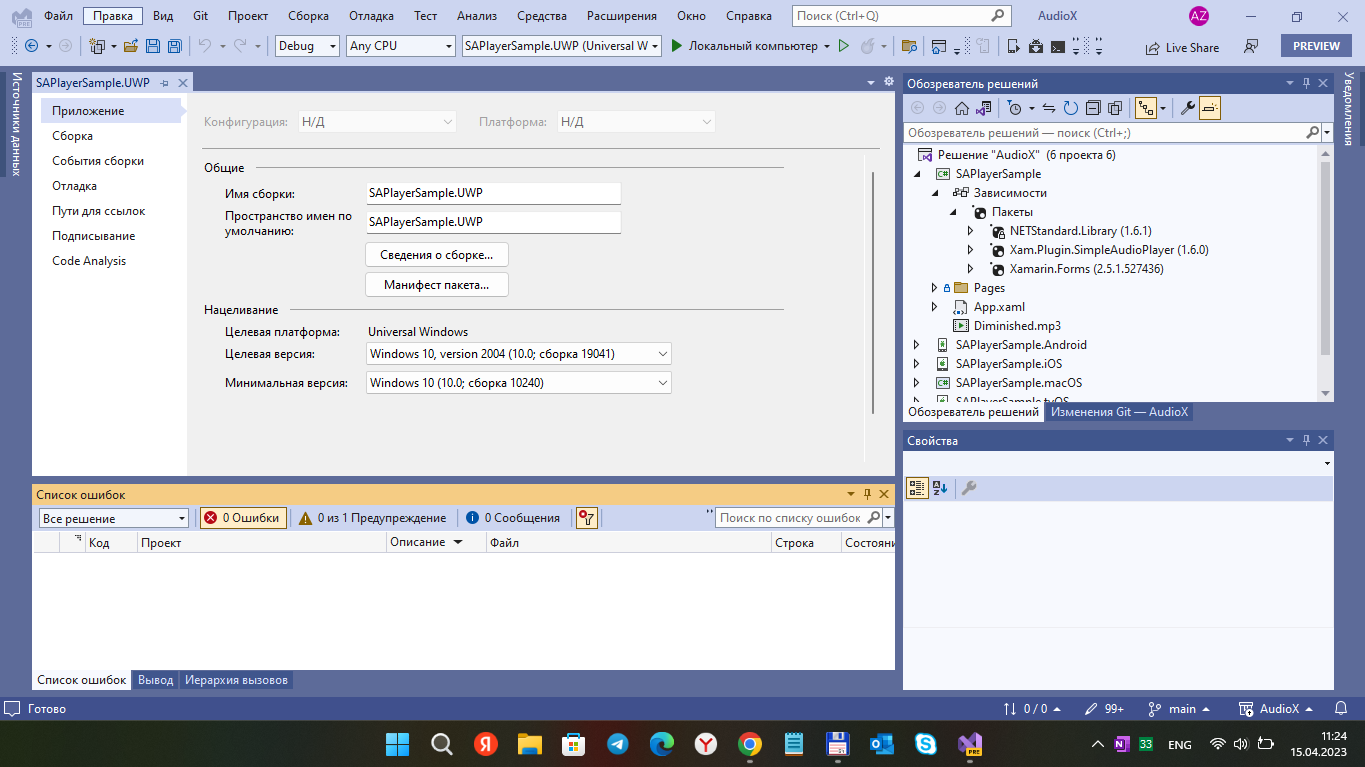 Файл Правка Вид Git Проект Сборка Отладка Тест Анализ Средства Расширения Окно Справка Поиск (Ctrl+Q) AudioX AZ
Debug Any CPU SAPlayerSample.UWP (Universal W Локальный компьютер Live Share PREVIEW
Источники данных
SAPlayerSample.UWP
Приложение
Сборка
События сборки
Отладка
Пути для ссылок
Подписывание
Code Analysis
Конфигурация: Н/Д Платформа: Н/Д
Общие
Имя сборки: SAPlayerSample.UWP
Пространство имен по
умолчанию: SAPlayerSample.UWP
Сведения о сборке...
Манифест пакета...
Нацеливание
Целевая платформа: Universal Windows
Целевая версия: Windows 10, version 2004 (10.0; сборка 19041)
Минимальная версия: Windows 10 (10.0; сборка 10240)
Обозреватель решений
Обозреватель решений — поиск (Ctrl+;)
Решение "AudioX" (6 проекта 6)
C# SAPlayerSample
Зависимости
Пакеты
NETStandard.Library (1.6.1)
Xam.Plugin.SimpleAudioPlayer (1.6.0)
Xamarin.Forms (2.5.1.527436)
Pages
App.xaml
Diminished.mp3
SAPlayerSample.Android
SAPlayerSample.iOS
C# SAPlayerSample.macOS
SAPlayerSample.tvOS
Обозреватель решений Изменения Git — AudioX
Уведомления
Свойства
Список ошибок
Все решение 0 Ошибки 0 из 1 Предупреждение 0 Сообщения Поиск по списку ошибок
Код Проект Описание Файл Строка Состояни
Список ошибок Вывод Иерархия вызовов
Готово 0 / 0 99+ main AudioX
Я Y PRE N 33 ENG 11:24
15.04.2023